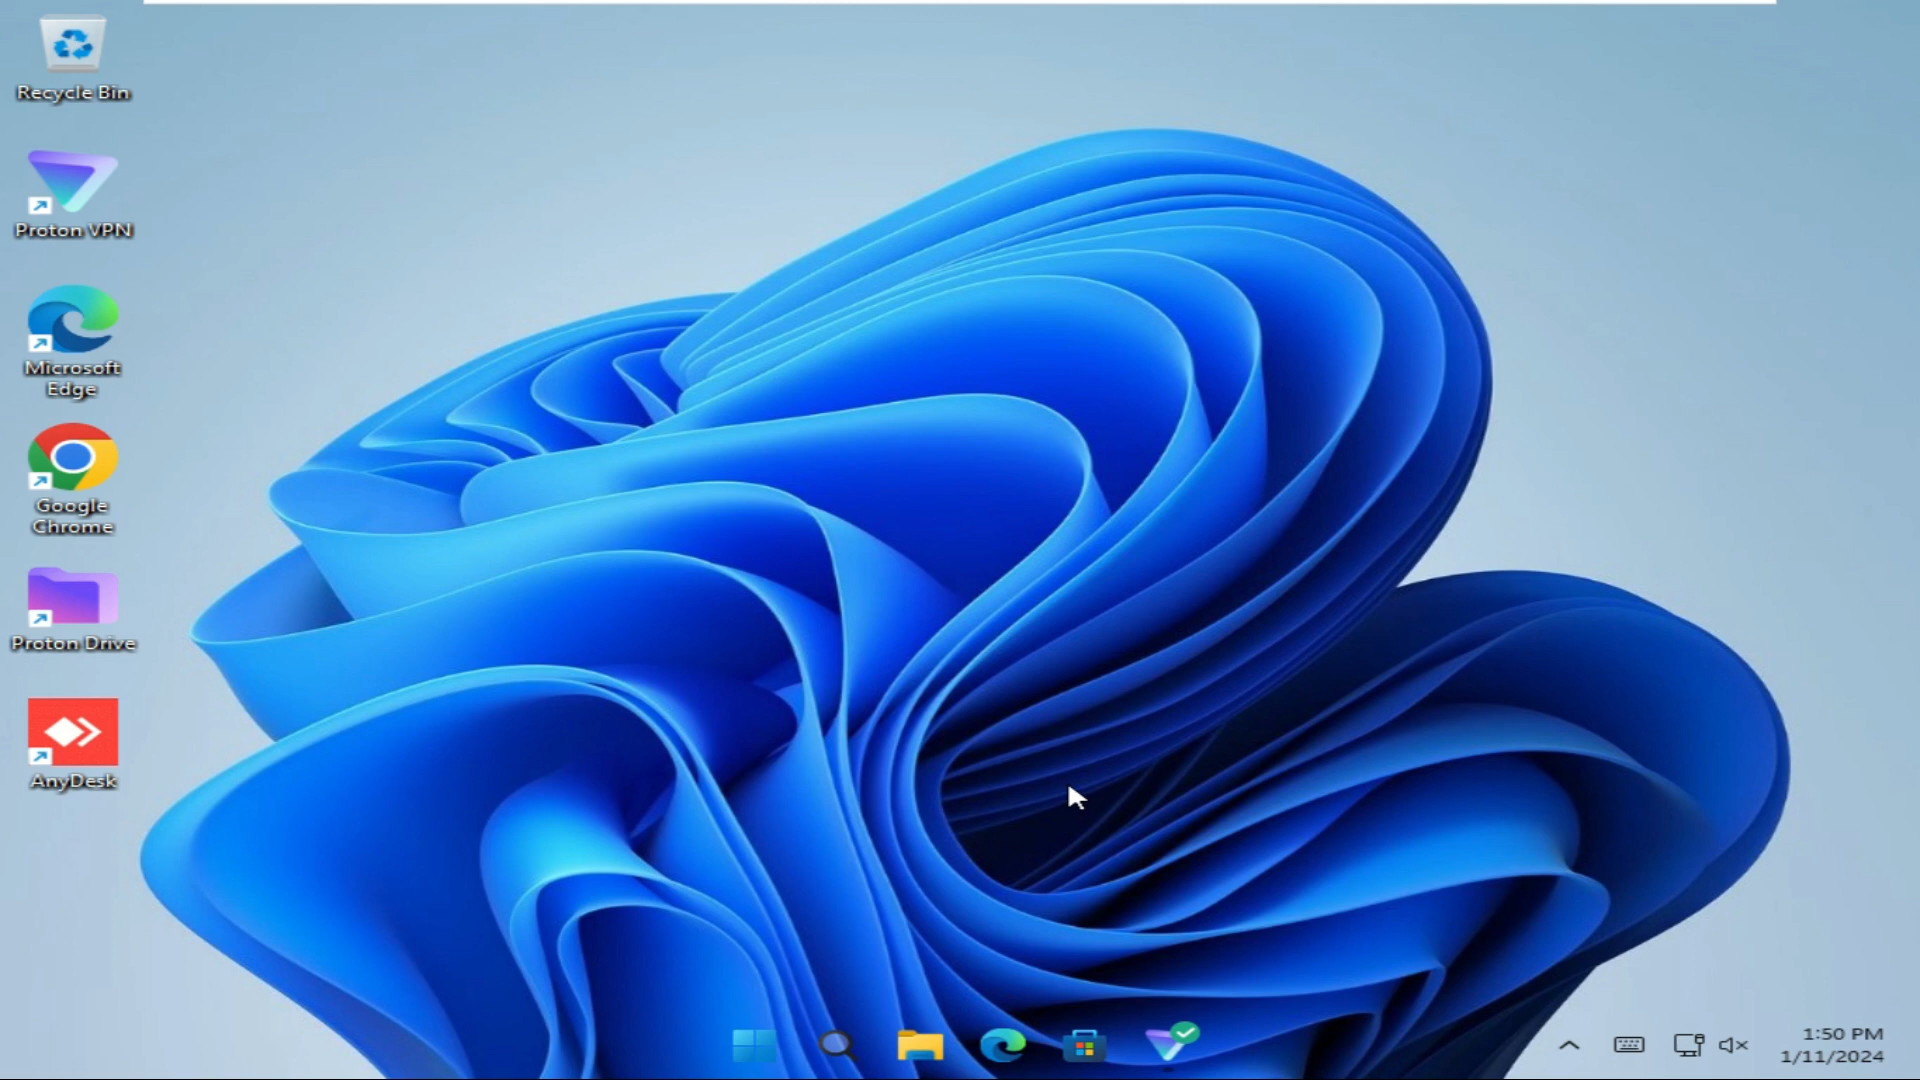 Recycle Bin
Proton VPN
Microsoft
Edge
Google
Chrome
Proton Drive
AnyDesk
1:50 PM
1/11/2024